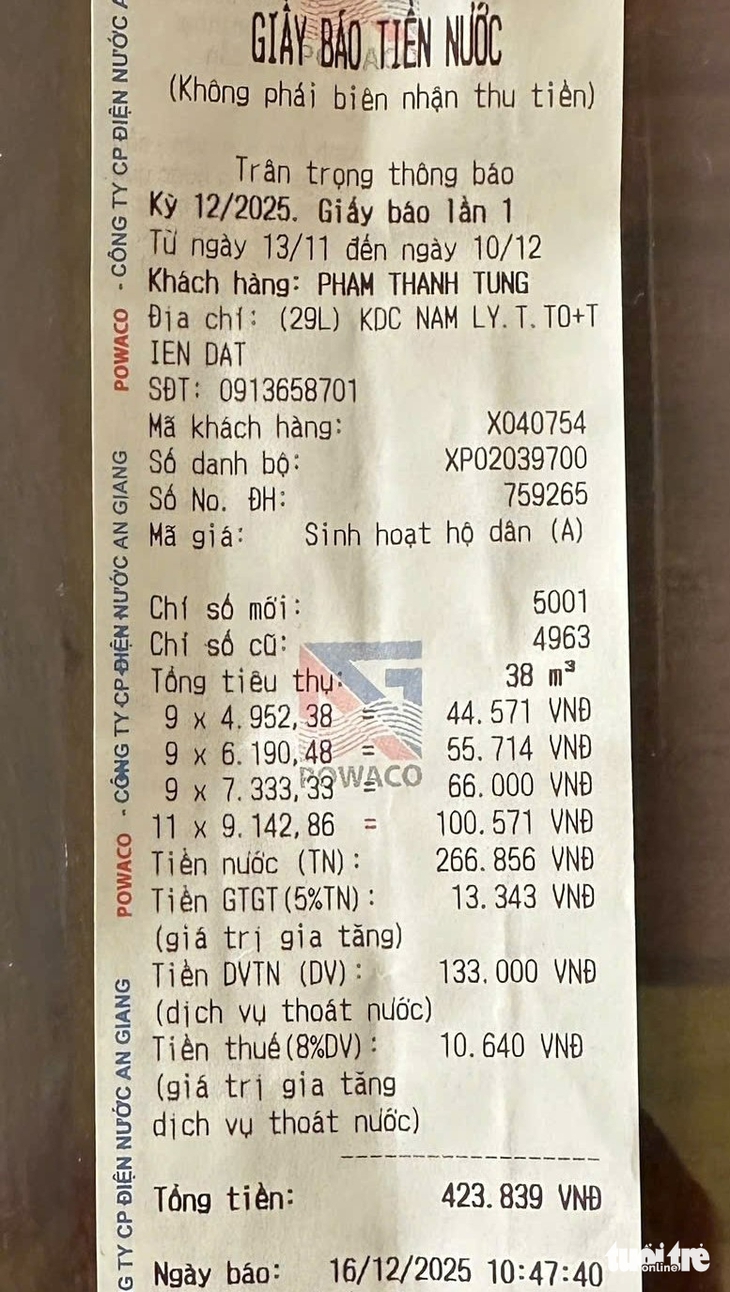 GIẤY BÁO TIỀN NƯỚC
(Không phải biên nhận thu tiền)
Trân trọng thông báo
Kỳ 12/2025. Giấy báo lần 1
Từ ngày 13/11 đến ngày 10/12
Khách hàng: PHAM THANH TUNG
Địa chỉ: (29L) KDC NAM LY.T.TO+T
IEN DAT
SĐT: 0913658701
Mã khách hàng: X040754
Số danh bộ: XP02039700
Số No. ĐH: 759265
Mã giá: Sinh hoạt hộ dân (A)
Chỉ số mới: 5001
Chỉ số cũ: 4963
Tổng tiêu thụ: 38 m³
9 x 4.952,38 = 44.571 VNĐ
9 x 6.190,48 = 55.714 VNĐ
9 x 7.333,33 = 66.000 VNĐ
11 x 9.142,86 = 100.571 VNĐ
Tiền nước (TN): 266.856 VNĐ
Tiền GTGT(5%TN): 13.343 VNĐ
(giá trị gia tăng)
Tiền DVTN (DV): 133.000 VNĐ
(dịch vụ thoát nước)
Tiền thuế(8%DV): 10.640 VNĐ
(giá trị gia tăng
dịch vụ thoát nước)
Tổng tiền: 423.839 VNĐ
Ngày báo: 16/12/2025 10:47:40
- CÔNG TY CP ĐIỆN NƯỚC A
POWACO
- CÔNG TY CP ĐIỆN NƯỚC AN GIANG
POWACO
G TY CP ĐIỆN NƯỚC AN GIANG
POWACO
tuổi trẻ
online